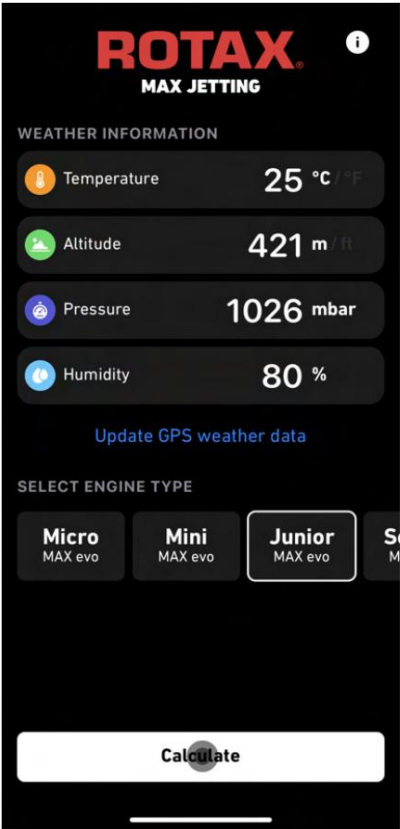 ROTAX®
MAX JETTING
WEATHER INFORMATION
Temperature 25 °C / °F
Altitude 421 m / ft
Pressure 1026 mbar
Humidity 80 %
Update GPS weather data
SELECT ENGINE TYPE
Micro Mini Junior
MAX evo MAX evo MAX evo
Calculate